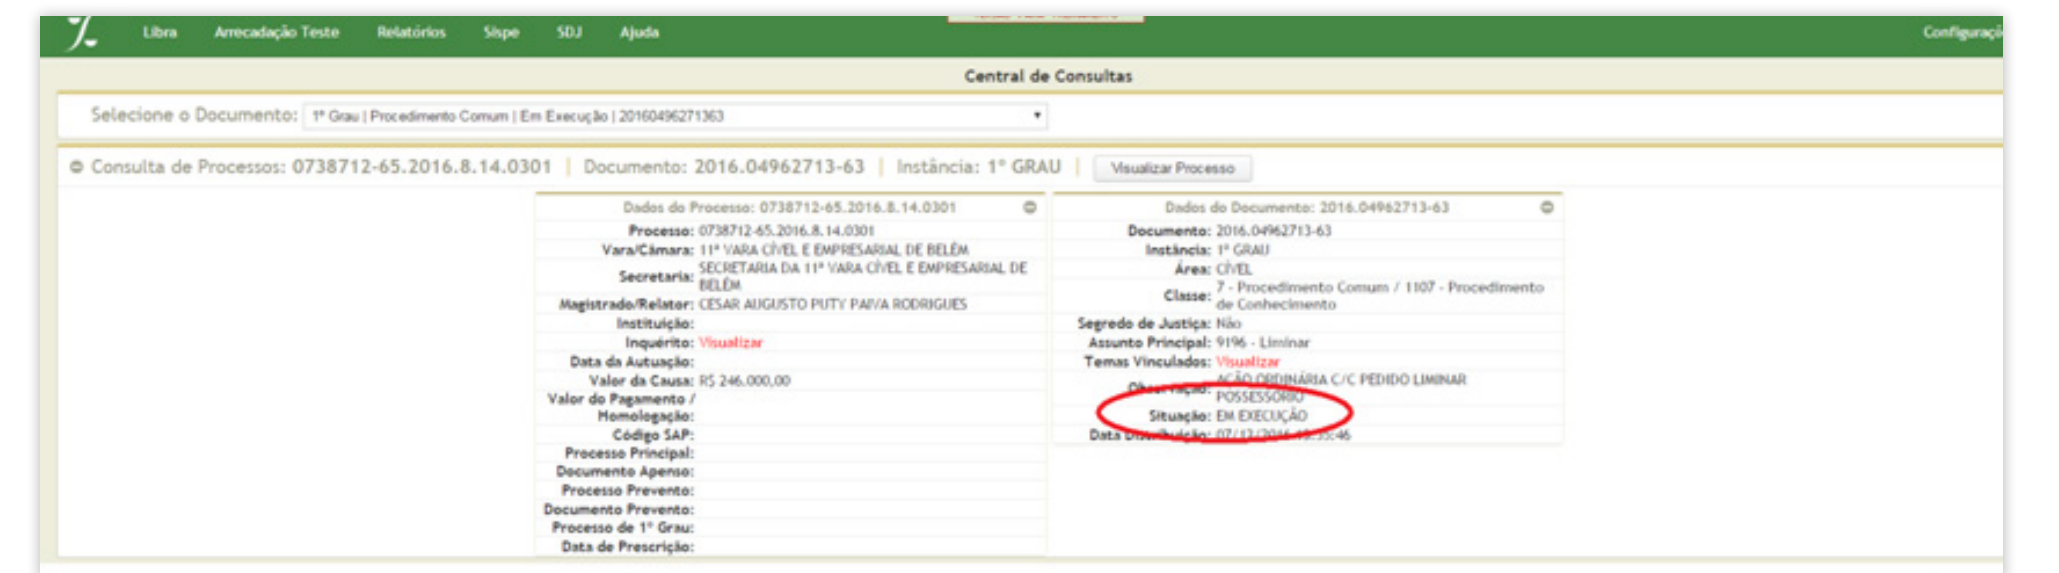 Libra Arrecadação Teste Relatórios Sispe SDJ Ajuda Configuraçõ
Central de Consultas
Selecione o Documento: 1º Grau | Procedimento Comum | Em Execução | 20160496271363
Consulta de Processos: 0738712-65.2016.8.14.0301 | Documento: 2016.04962713-63 | Instância: 1º GRAU | Visualizar Processo
Dados do Processo: 0738712-65.2016.8.14.0301
Processo: 0738712-65.2016.8.14.0301
Vara/Câmara: 11ª VARA CÍVEL E EMPRESARIAL DE BELÉM
Secretaria: SECRETARIA DA 11ª VARA CÍVEL E EMPRESARIAL DE
BELÉM
Magistrado/Relator: CESAR AUGUSTO PUTY PAIVA RODRIGUES
Instituição:
Inquérito: Visualizar
Data da Autuação:
Valor da Causa: R$ 246.000,00
Valor do Pagamento /
Homologação:
Código SAP:
Processo Principal:
Documento Apenso:
Processo Prevento:
Documento Prevento:
Processo de 1º Grau:
Data de Prescrição:
Dados do Documento: 2016.04962713-63
Documento: 2016.04962713-63
Instância: 1º GRAU
Área: CÍVEL
Classe: 7 - Procedimento Comum / 1107 - Procedimento
de Conhecimento
Segredo de Justiça: Não
Assunto Principal: 9196 - Liminar
Temas Vinculados: Visualizar
Observação: AÇÃO ORDINÁRIA C/C PEDIDO LIMINAR
POSSESSÓRIO
Situação: EM EXECUÇÃO
Data Distribuição: 07/12/2016